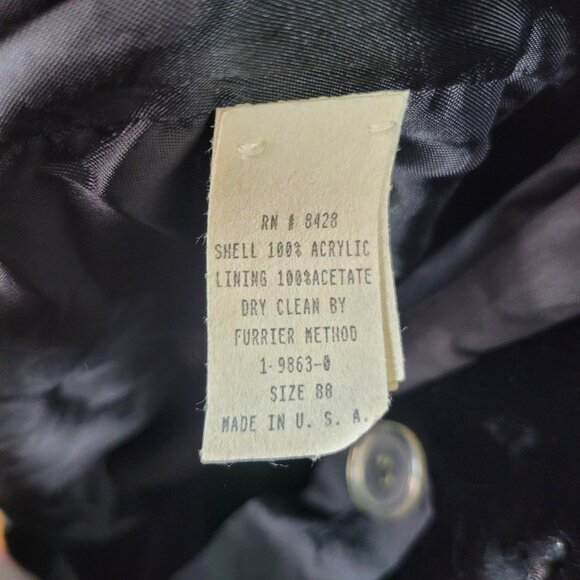 RN # 8428
SHELL 100% ACRYLIC
LINING 100%ACETATE
DRY CLEAN BY
FURRIER METHOD
1-9863-0
SIZE 88
MADE IN U. S. A.